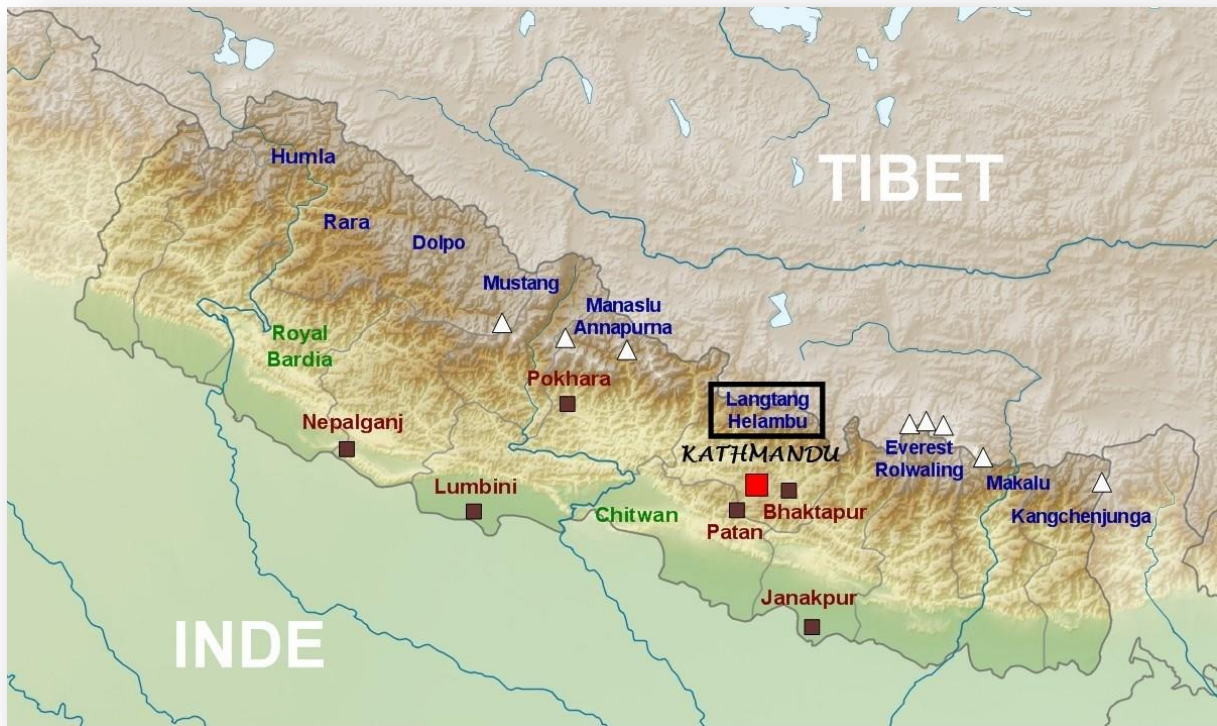 TIBET
Humla
Rara
Dolpo
Mustang
Manaslu
Annapurna
Royal
Bardia
Pokhara
Langtang
Helambu
Nepalganj
KATHMANDU
Everest
Rolwaling
Makalu
Lumbini
Chitwan
Bhaktapur
Patan
Kangchenjunga
Janakpur
INDE